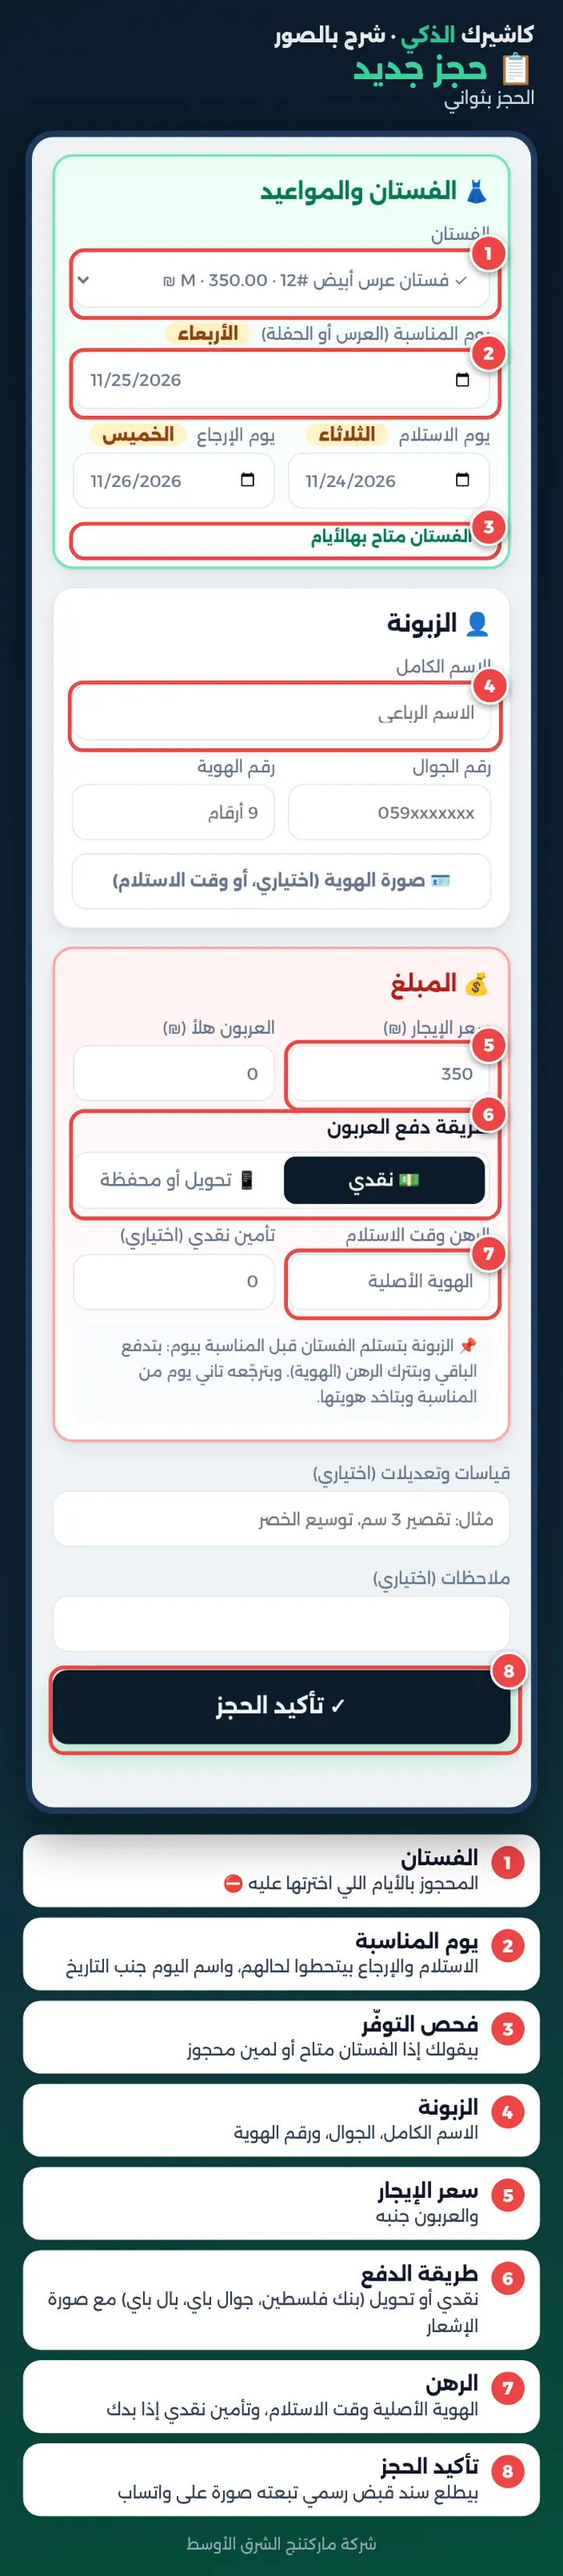 كاشيرك الذكي · شرح بالصور
📋 حجز جديد
الحجز بثواني
👗 الفستان والمواعيد
الفستان
1
✓ فستان عرس أبيض #12 · M · 350.00 ₪
يوم المناسبة (العرس أو الحفلة) الأربعاء
2
11/25/2026
يوم الاستلام الثلاثاء
يوم الإرجاع الخميس
11/24/2026
11/26/2026
3
الفستان متاح بهالأيام
👤 الزبونة
الاسم الكامل
4
الاسم الرباعي
رقم الجوال
رقم الهوية
059xxxxxxx
9 أرقام
🪪 صورة الهوية (اختياري، أو وقت الاستلام)
💰 المبلغ
سعر الإيجار (₪)
العربون هلأ (₪)
5
350
0
6
طريقة دفع العربون
💵 نقدي
📱 تحويل أو محفظة
الرهن وقت الاستلام
تأمين نقدي (اختياري)
7
الهوية الأصلية
0
📌 الزبونة بتستلم الفستان قبل المناسبة بيوم: بتدفع
الباقي وبتترك الرهن (الهوية). وبترجّعه تاني يوم من
المناسبة وبتاخد هويتها.
قياسات وتعديلات (اختياري)
مثال: تقصير 3 سم، توسيع الخصر
ملاحظات (اختياري)
8
✓ تأكيد الحجز
1
الفستان
المحجوز بالأيام اللي اخترتها عليه ⛔
2
يوم المناسبة
الاستلام والإرجاع بيتحطوا لحالهم، واسم اليوم جنب التاريخ
3
فحص التوفّر
بيقولك إذا الفستان متاح أو لمين محجوز
4
الزبونة
الاسم الكامل، الجوال، ورقم الهوية
5
سعر الإيجار
والعربون جنبه
6
طريقة الدفع
نقدي أو تحويل (بنك فلسطين، جوال باي، بال باي) مع صورة
الإشعار
7
الرهن
الهوية الأصلية وقت الاستلام، وتأمين نقدي إذا بدك
8
تأكيد الحجز
بيطلع سند قبض رسمي تبعته صورة على واتساب
شركة ماركتنج الشرق الأوسط